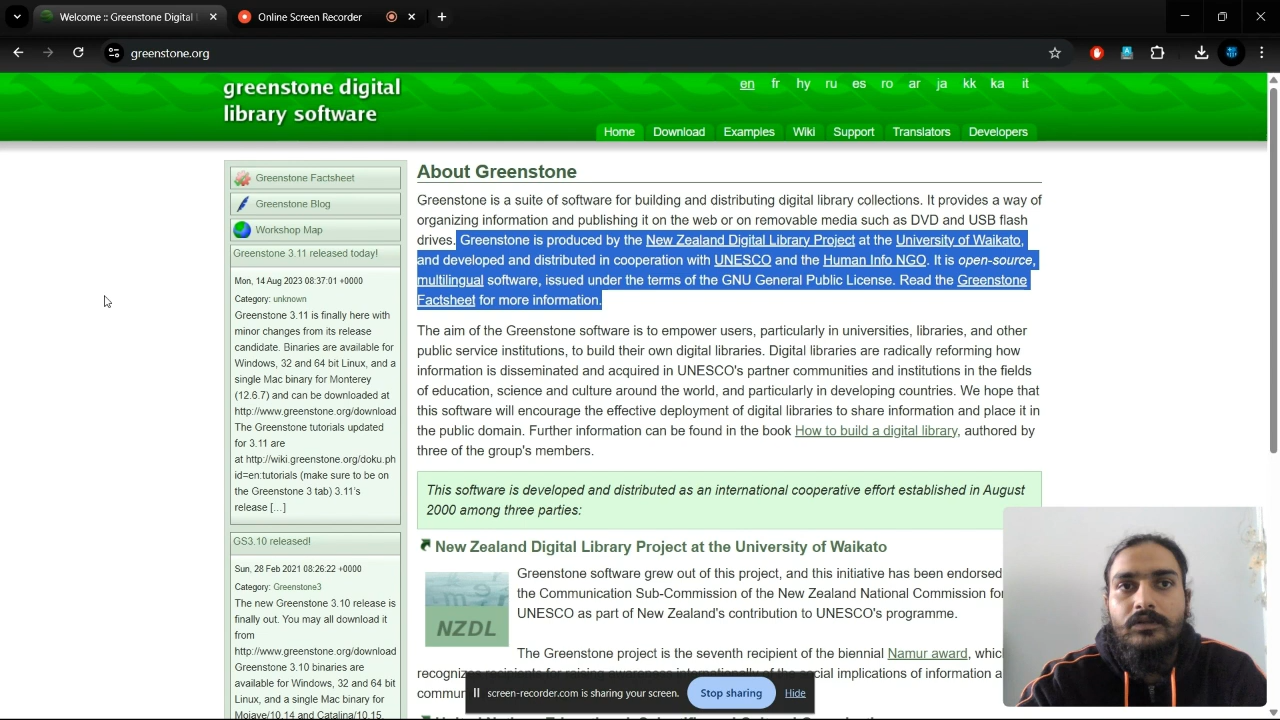 Welcome :: Greenstone Digital
Online Screen Recorder
greenstone.org
greenstone digital
library software
en fr hy ru es ro ar ja kk ka it
Home Download Examples Wiki Support Translators Developers
Greenstone Factsheet
Greenstone Blog
Workshop Map
Greenstone 3.11 released today!
Mon, 14 Aug 2023 08:37:01 +0000
Category: unknown
Greenstone 3.11 is finally here with
minor changes from its release
candidate. Binaries are available for
Windows, 32 and 64 bit Linux, and a
single Mac binary for Monterey
(12.6.7) and can be downloaded at
http://www.greenstone.org/download
The Greenstone tutorials updated
for 3.11 are
at http://wiki.greenstone.org/doku.ph
id=en:tutorials (make sure to be on
the Greenstone 3 tab) 3.11's
release […]
GS3.10 released!
Sun, 28 Feb 2021 08:26:22 +0000
Category: Greenstone3
The new Greenstone 3.10 release is
finally out. You may all download it
from
http://www.greenstone.org/download
Greenstone 3.10 binaries are
available for Windows, 32 and 64 bit
Linux, and a single Mac binary for
Mojave/10.14 and Catalina/10.15.
About Greenstone
Greenstone is a suite of software for building and distributing digital library collections. It provides a way of
organizing information and publishing it on the web or on removable media such as DVD and USB flash
drives. Greenstone is produced by the New Zealand Digital Library Project at the University of Waikato,
and developed and distributed in cooperation with UNESCO and the Human Info NGO. It is open-source,
multilingual software, issued under the terms of the GNU General Public License. Read the Greenstone
Factsheet for more information.
The aim of the Greenstone software is to empower users, particularly in universities, libraries, and other
public service institutions, to build their own digital libraries. Digital libraries are radically reforming how
information is disseminated and acquired in UNESCO's partner communities and institutions in the fields
of education, science and culture around the world, and particularly in developing countries. We hope that
this software will encourage the effective deployment of digital libraries to share information and place it in
the public domain. Further information can be found in the book How to build a digital library, authored by
three of the group's members.
This software is developed and distributed as an international cooperative effort established in August
2000 among three parties:
New Zealand Digital Library Project at the University of Waikato
NZDL
Greenstone software grew out of this project, and this initiative has been endorsed
the Communication Sub-Commission of the New Zealand National Commission for
UNESCO as part of New Zealand's contribution to UNESCO's programme.
The Greenstone project is the seventh recipient of the biennial Namur award, which
recognizes recipients for raising awareness internationally of the social implications of information a
commu
screen-recorder.com is sharing your screen.
Stop sharing
Hide